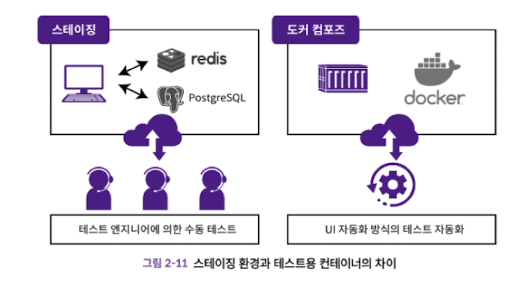 스테이징
redis
PostgreSQL
테스트 엔지니어에 의한 수동 테스트
도커 컴포즈
docker
UI 자동화 방식의 테스트 자동화
그림 2-11 스테이징 환경과 테스트용 컨테이너의 차이